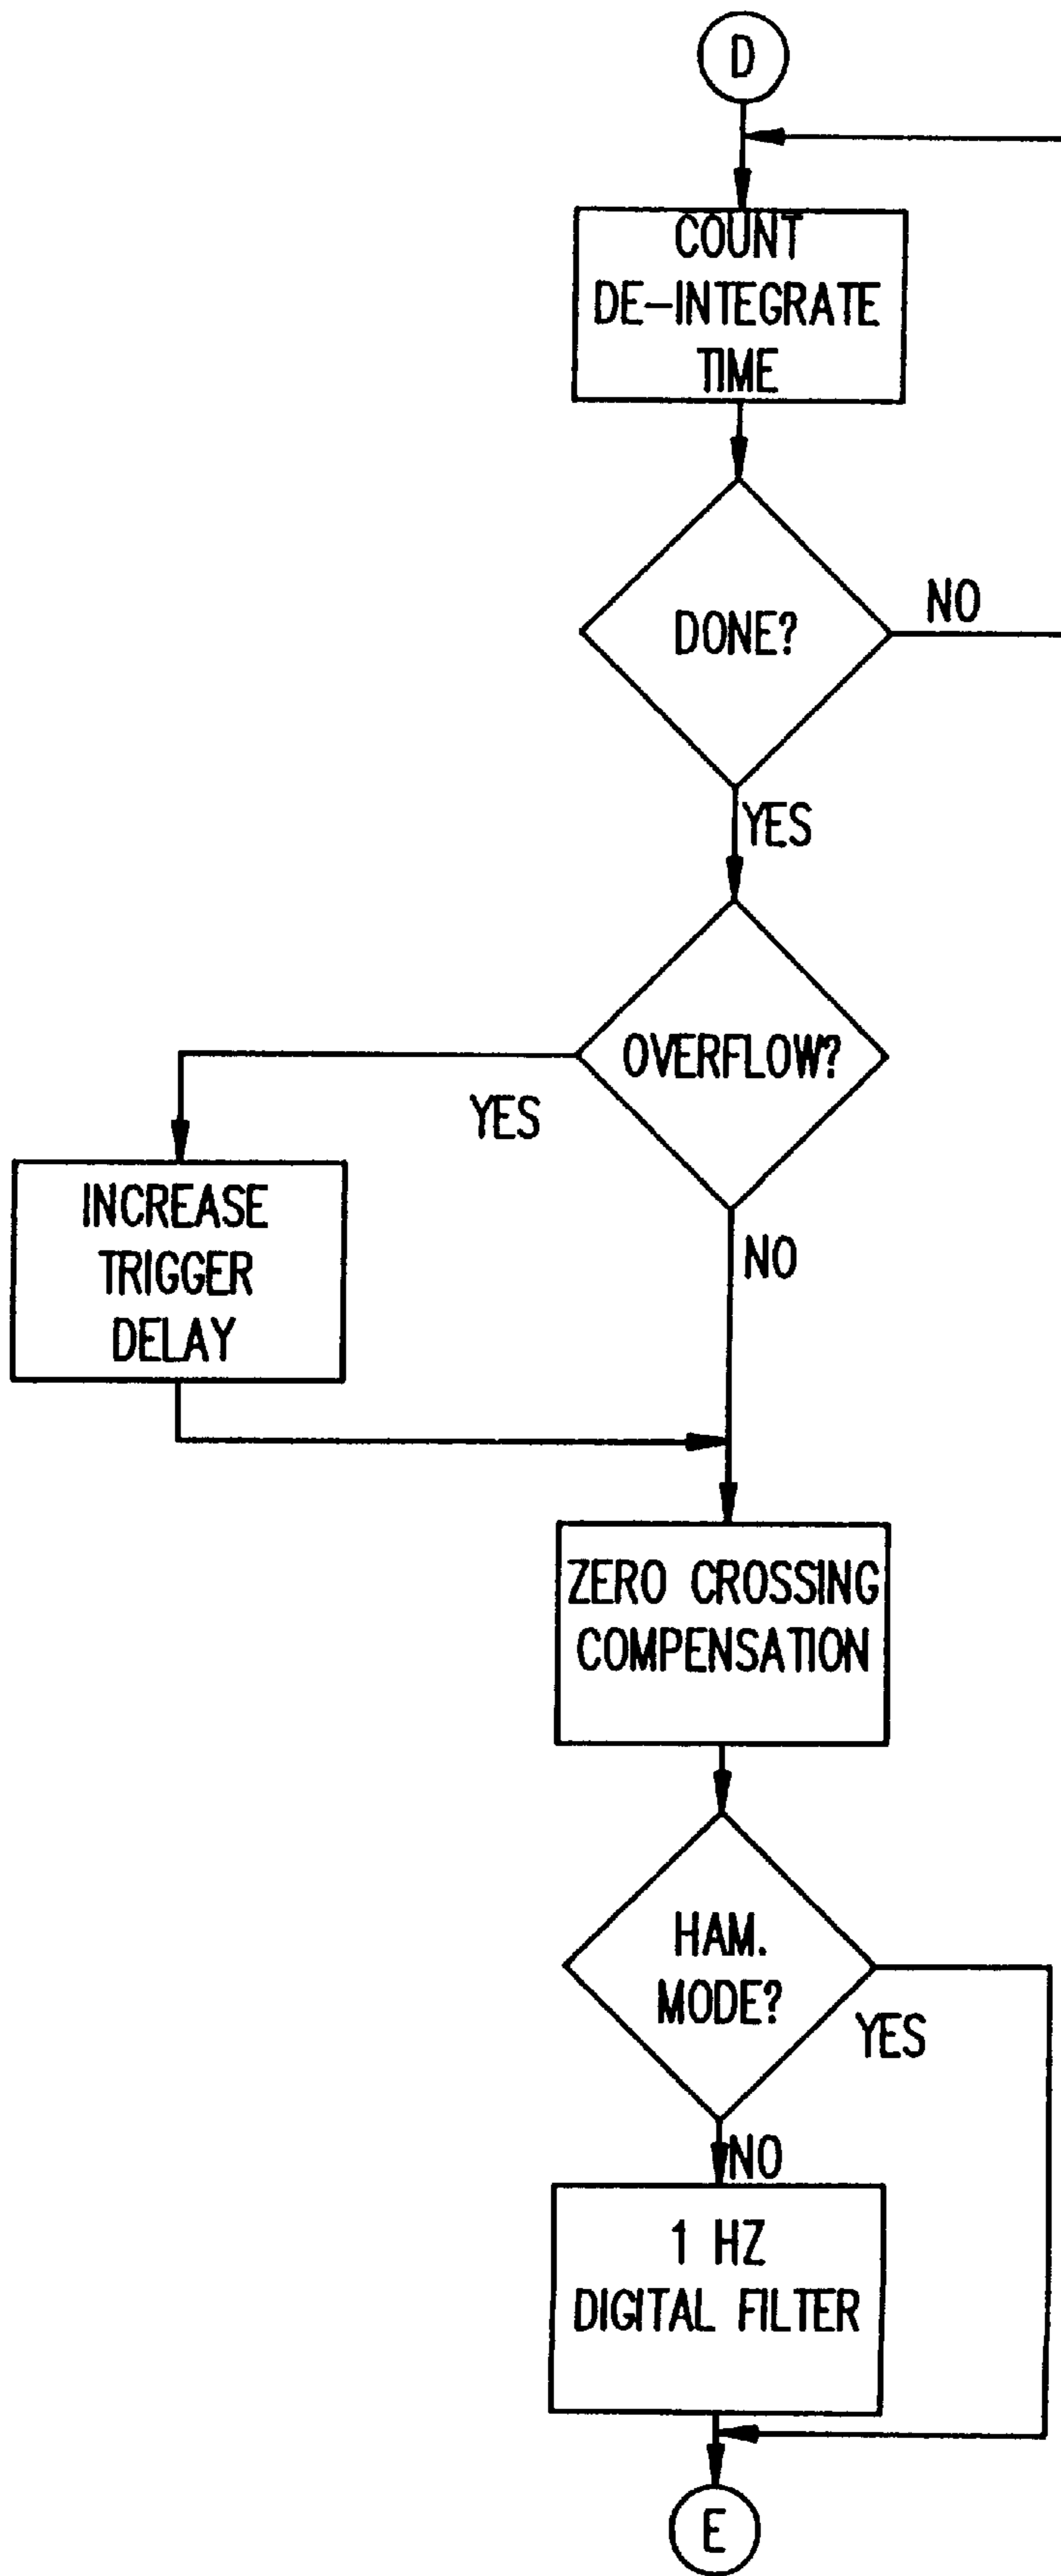 D
COUNT
DE-INTEGRATE
TIME
DONE?
NO
YES
OVERFLOW?
YES
NO
INCREASE
TRIGGER
DELAY
ZERO CROSSING
COMPENSATION
HAM.
MODE?
YES
NO
1 HZ
DIGITAL FILTER
E